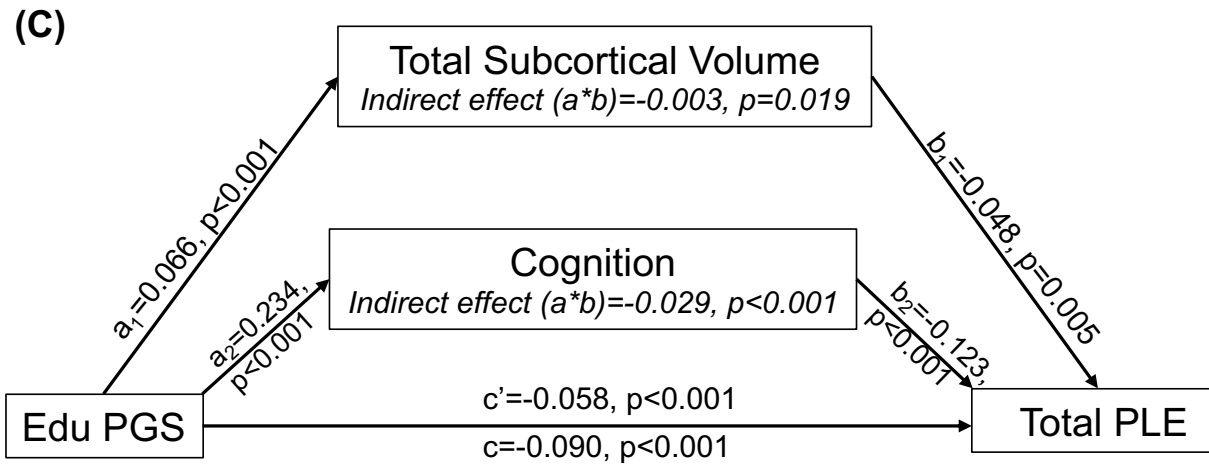 (C)
Total Subcortical Volume
Indirect effect (a*b)=-0.003, p=0.019
a₁=0.066, p<0.001
b₁=-0.048, p=0.005
Cognition
Indirect effect (a*b)=-0.029, p<0.001
a₂=0.234,
p<0.001
b₂=-0.123,
p<0.001
Edu PGS
c’=-0.058, p<0.001
c=-0.090, p<0.001
Total PLE